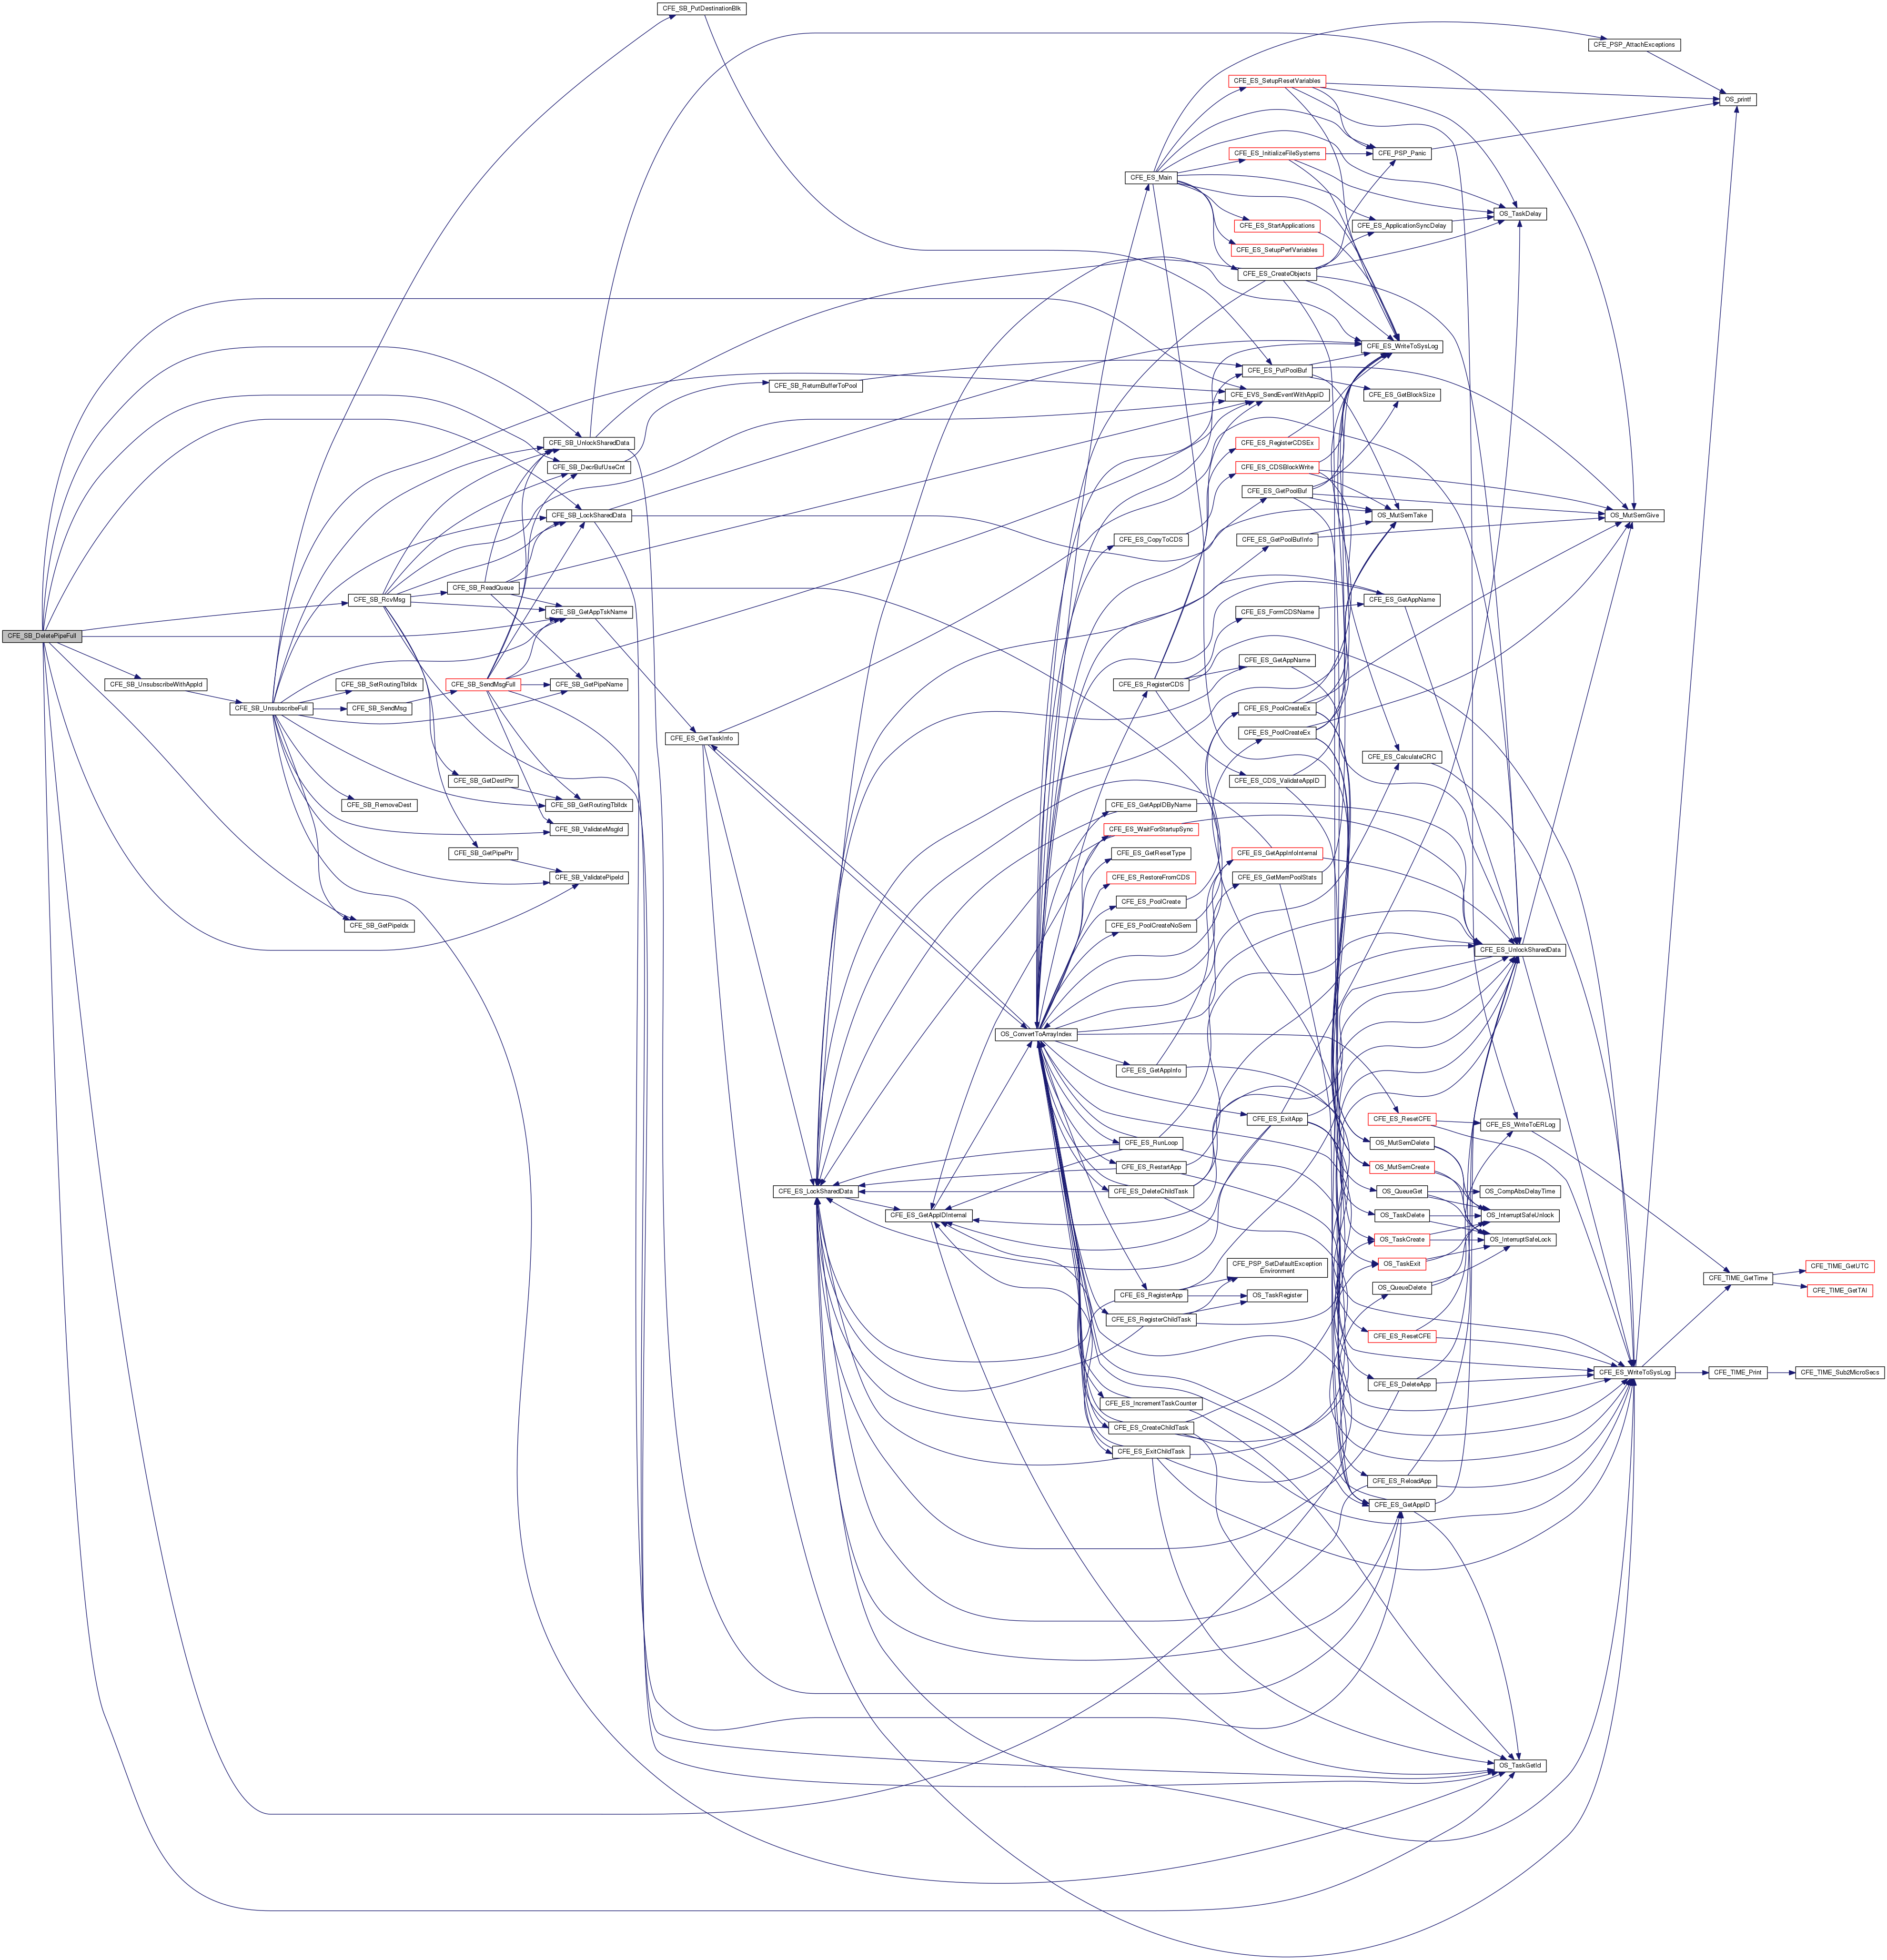 CFE_SB_PutDestinationBlk
CFE_PSP_AttachExceptions
CFE_ES_SetupResetVariables
OS_printf
CFE_ES_InitializeFileSystems
CFE_PSP_Panic
CFE_ES_Main
OS_TaskDelay
CFE_ES_StartApplications
CFE_ES_ApplicationSyncDelay
CFE_ES_SetupPerfVariables
CFE_ES_CreateObjects
CFE_ES_WriteToSysLog
CFE_ES_PutPoolBuf
CFE_SB_ReturnBufferToPool
CFE_EVS_SendEventWithAppID
CFE_ES_GetBlockSize
CFE_SB_UnlockSharedData
CFE_ES_RegisterCDSEx
CFE_SB_DecrBufUseCnt
CFE_ES_CDSBlockWrite
CFE_ES_GetPoolBuf
CFE_SB_LockSharedData
OS_MutSemTake
OS_MutSemGive
CFE_ES_CopyToCDS
CFE_ES_GetPoolBufInfo
CFE_SB_ReadQueue
CFE_SB_RcvMsg
CFE_ES_GetAppName
CFE_SB_GetAppTskName
CFE_ES_FormCDSName
CFE_SB_DeletePipeFull
CFE_ES_GetAppName
CFE_SB_UnsubscribeWithAppId
CFE_SB_SetRoutingTblIdx
CFE_SB_SendMsgFull
CFE_SB_GetPipeName
CFE_ES_RegisterCDS
CFE_SB_UnsubscribeFull
CFE_SB_SendMsg
CFE_ES_PoolCreateEx
CFE_ES_PoolCreateEx
CFE_ES_GetTaskInfo
CFE_ES_CalculateCRC
CFE_SB_GetDestPtr
CFE_ES_CDS_ValidateAppID
CFE_SB_RemoveDest
CFE_SB_GetRoutingTblIdx
CFE_ES_GetAppIDByName
CFE_SB_ValidateMsgId
CFE_ES_WaitForStartupSync
CFE_SB_GetPipePtr
CFE_ES_GetResetType
CFE_ES_GetAppInfoInternal
CFE_SB_ValidatePipeId
CFE_ES_RestoreFromCDS
CFE_ES_GetMemPoolStats
CFE_ES_PoolCreate
CFE_SB_GetPipeIdx
CFE_ES_PoolCreateNoSem
CFE_ES_UnlockSharedData
OS_ConvertToArrayIndex
CFE_ES_GetAppInfo
CFE_ES_ExitApp
CFE_ES_ResetCFE
CFE_ES_WriteToERLog
CFE_ES_RunLoop
OS_MutSemDelete
CFE_ES_RestartApp
OS_MutSemCreate
CFE_ES_LockSharedData
CFE_ES_DeleteChildTask
OS_QueueGet
OS_CompAbsDelayTime
CFE_ES_GetAppIDInternal
OS_TaskDelete
OS_InterruptSafeUnlock
OS_TaskCreate
OS_InterruptSafeLock
CFE_PSP_SetDefaultException
Environment
OS_TaskExit
CFE_TIME_GetUTC
CFE_TIME_GetTime
CFE_TIME_GetTAI
OS_QueueDelete
CFE_ES_RegisterApp
OS_TaskRegister
CFE_ES_RegisterChildTask
CFE_ES_ResetCFE
CFE_ES_WriteToSysLog
CFE_TIME_Print
CFE_TIME_Sub2MicroSecs
CFE_ES_DeleteApp
CFE_ES_IncrementTaskCounter
CFE_ES_CreateChildTask
CFE_ES_ExitChildTask
CFE_ES_ReloadApp
CFE_ES_GetAppID
OS_TaskGetId